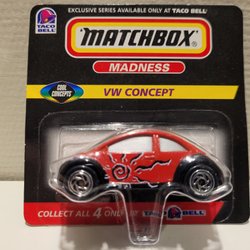 EXCLUSIVE SERIES AVAILABLE ONLY AT TACO BELL
TACO BELL
MATCHBOX
MADNESS
COOL CONCEPTS
VW CONCEPT
COLLECT ALL 4 ONLY AT TACO BELL